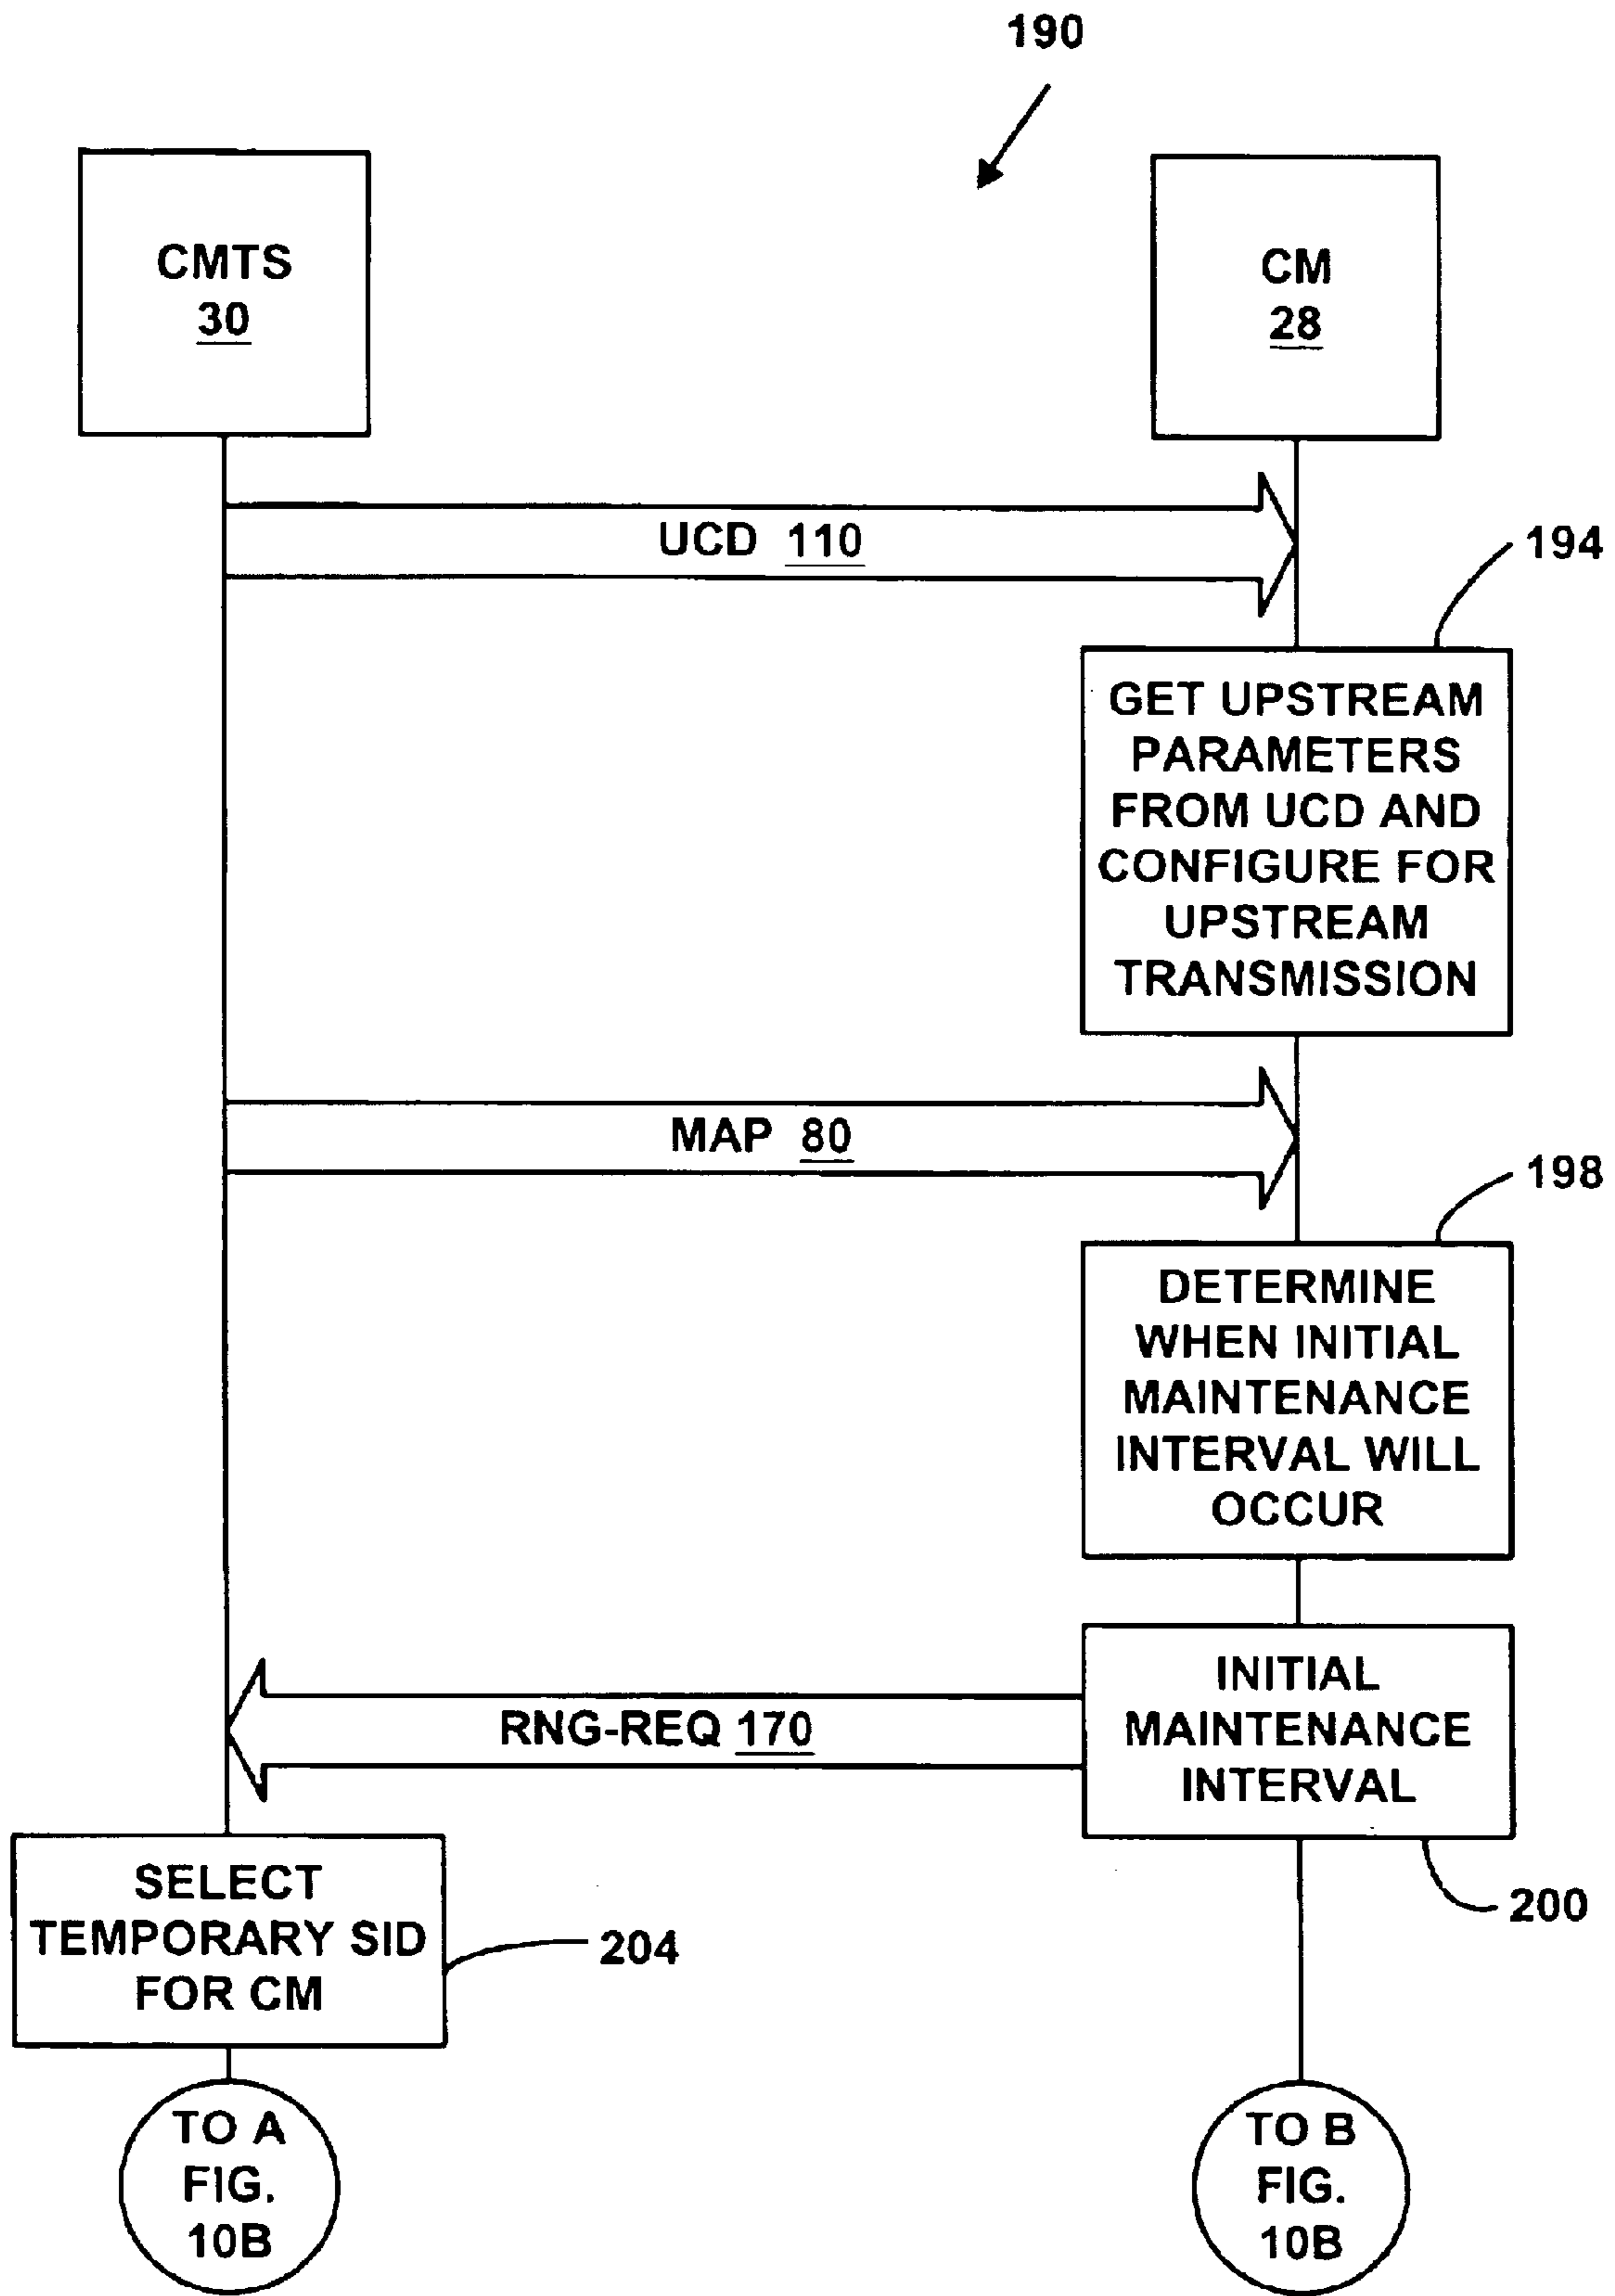 190
CMTS
30
CM
28
UCD 110
194
GET UPSTREAM
PARAMETERS
FROM UCD AND
CONFIGURE FOR
UPSTREAM
TRANSMISSION
MAP 80
198
DETERMINE
WHEN INITIAL
MAINTENANCE
INTERVAL WILL
OCCUR
RNG-REQ 170
INITIAL
MAINTENANCE
INTERVAL
200
SELECT
TEMPORARY SID
FOR CM
204
TO A
FIG.
10B
TO B
FIG.
10B